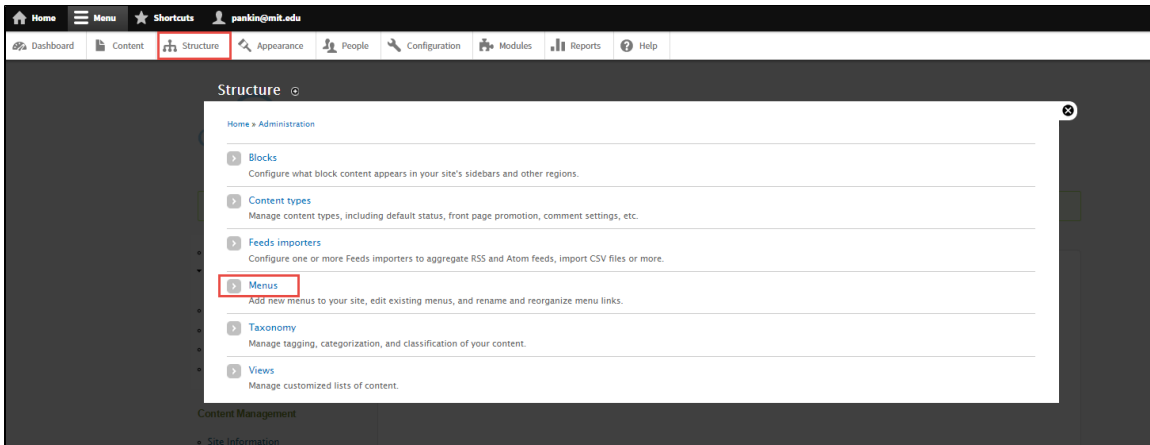 Home Menu Shortcuts pankin@mit.edu
Dashboard Content Structure Appearance People Configuration Modules Reports Help
Structure
Home » Administration
Blocks
Configure what block content appears in your site's sidebars and other regions.
Content types
Manage content types, including default status, front page promotion, comment settings, etc.
Feeds importers
Configure one or more Feeds importers to aggregate RSS and Atom feeds, import CSV files or more.
Menus
Add new menus to your site, edit existing menus, and rename and reorganize menu links.
Taxonomy
Manage tagging, categorization, and classification of your content.
Views
Manage customized lists of content.
Content Management
Site Information